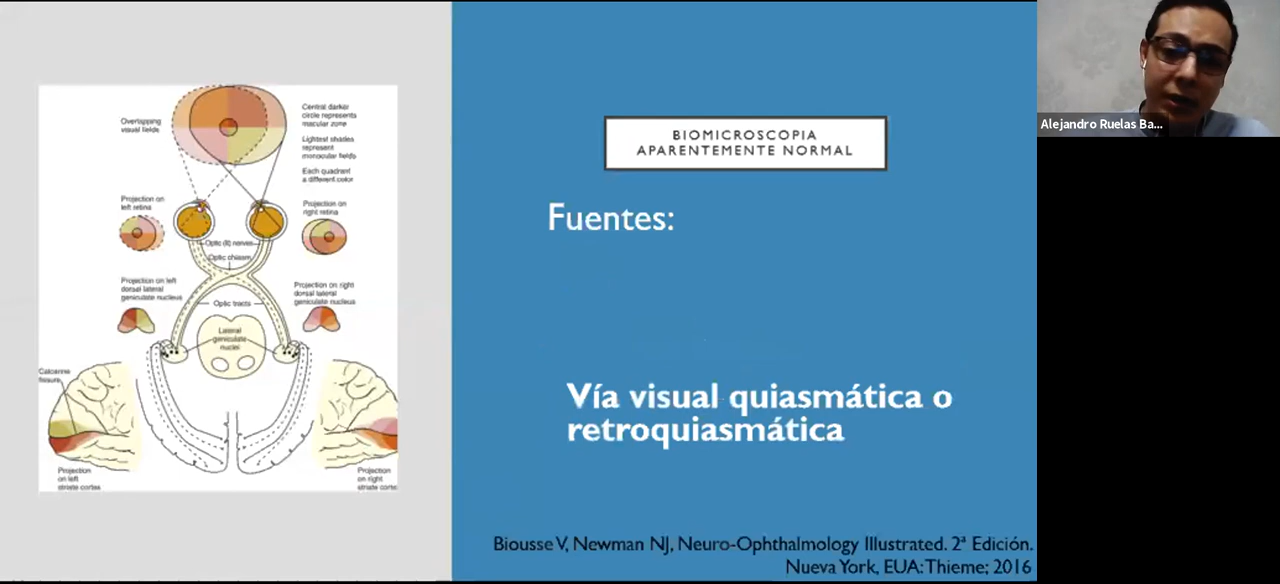 Overlapping
visual fields
Central darker
circle represents
macular zone
Lightest shades
represent
monocular fields
Each quadrant
a different color
Projection on
left retina
Projection on
right retina
Optic (II) nerves
Optic chiasm
Projection on left
dorsal lateral
geniculate nucleus
Projection on right
dorsal lateral
geniculate nucleus
Optic tracts
Lateral
geniculate
nuclei
Calcarine
fissure
Projection
on left
striate cortex
Projection
on right
striate cortex
BIOMICROSCOPIA
APARENTEMENTE NORMAL
Fuentes:
Vía visual quiasmática o
retroquiasmática
Biousse V, Newman NJ, Neuro-Ophthalmology Illustrated. 2ª Edición.
Nueva York, EUA: Thieme; 2016
Alejandro Ruelas Ba...